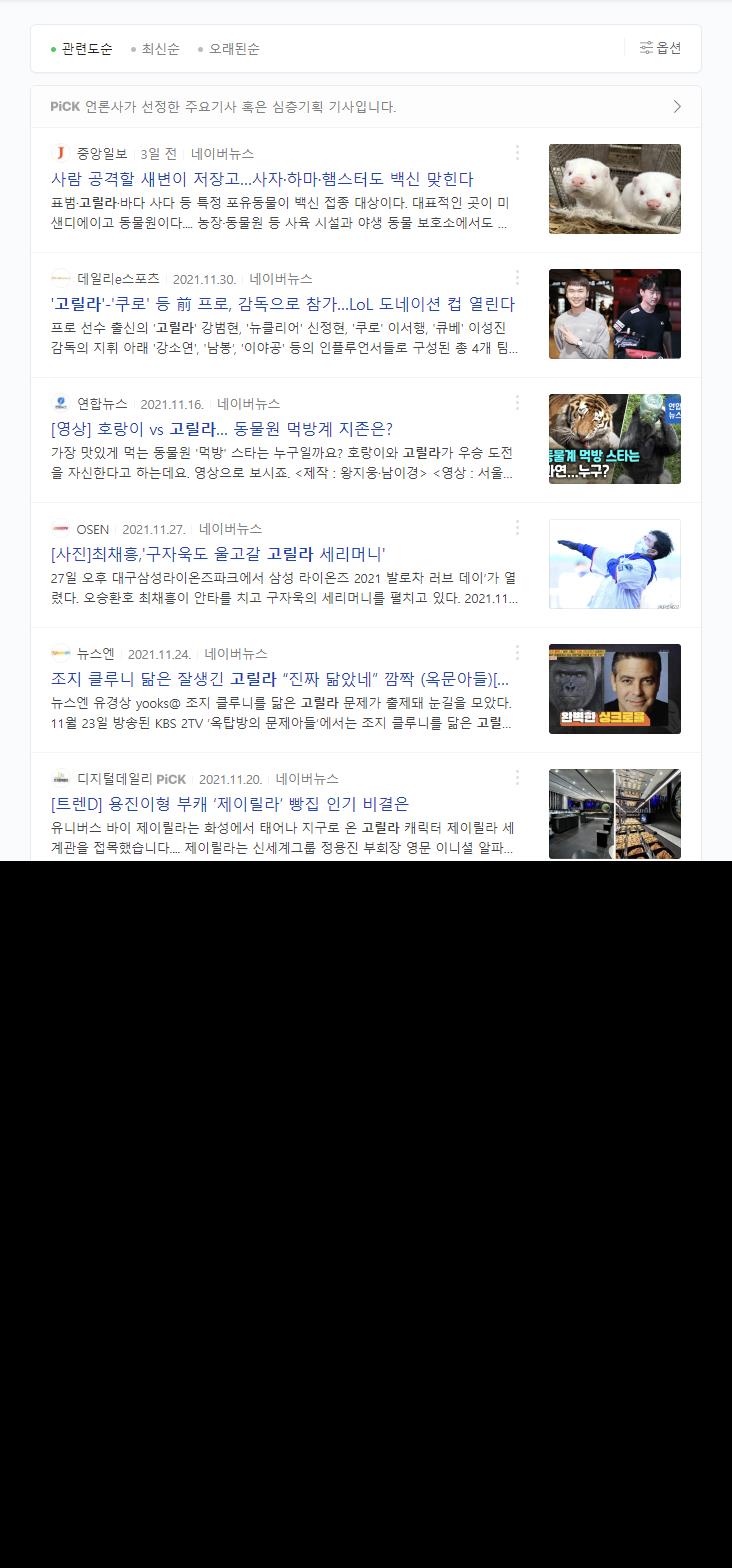 관련도순 최신순 오래된순 옵션
PiCK 언론사가 선정한 주요기사 혹은 심층기획 기사입니다.
중앙일보 3일 전 네이버뉴스
사람 공격할 새변이 저장고...사자·하마·햄스터도 백신 맞힌다
표범·고릴라·바다 사다 등 특정 포유동물이 백신 접종 대상이다. 대표적인 곳이 미
샌디에이고 동물원이다.... 농장·동물원 등 사육 시설과 야생 동물 보호소에서도 ...
데일리e스포츠 2021.11.30. 네이버뉴스
'고릴라'-'쿠로' 등 前 프로, 감독으로 참가...LoL 도네이션 컵 열린다
프로 선수 출신의 '고릴라' 강범현, '뉴클리어' 신정현, '쿠로' 이서행, '큐베' 이성진
감독의 지휘 아래 '강소연', '남봉', '이야공' 등의 인플루언서들로 구성된 총 4개 팀...
연합뉴스 2021.11.16. 네이버뉴스
[영상] 호랑이 vs 고릴라... 동물원 먹방계 지존은?
가장 맛있게 먹는 동물원 '먹방' 스타는 누구일까요? 호랑이와 고릴라가 우승 도전
을 자신한다고 하는데요. 영상으로 보시죠. <제작 : 왕지웅·남이경> <영상 : 서울...
연합
뉴스
동물계 먹방 스타는
과연...누구?
OSEN 2021.11.27. 네이버뉴스
[사진]최채흥,'구자욱도 울고갈 고릴라 세리머니'
27일 오후 대구삼성라이온즈파크에서 삼성 라이온즈 2021 발로차 러브 데이'가 열
렸다. 오승환호 최채흥이 안타를 치고 구자욱의 세리머니를 펼치고 있다. 2021.11...
뉴스엔 2021.11.24. 네이버뉴스
조지 클루니 닮은 잘생긴 고릴라 “진짜 닮았네” 깜짝 (옥문아들)[...
뉴스엔 유경상 yooks@ 조지 클루니를 닮은 고릴라 문제가 출제돼 눈길을 모았다.
11월 23일 방송된 KBS 2TV '옥탑방의 문제아들'에서는 조지 클루니를 닮은 고릴...
완벽한 싱크로율
디지털데일리 PiCK 2021.11.20. 네이버뉴스
[트렌D] 용진이형 부캐 ‘제이릴라’ 빵집 인기 비결은
유니버스 바이 제이릴라는 화성에서 태어나 지구로 온 고릴라 캐릭터 제이릴라 세
계관을 접목했습니다.... 제이릴라는 신세계그룹 정용진 부회장 영문 이니셜 알파...